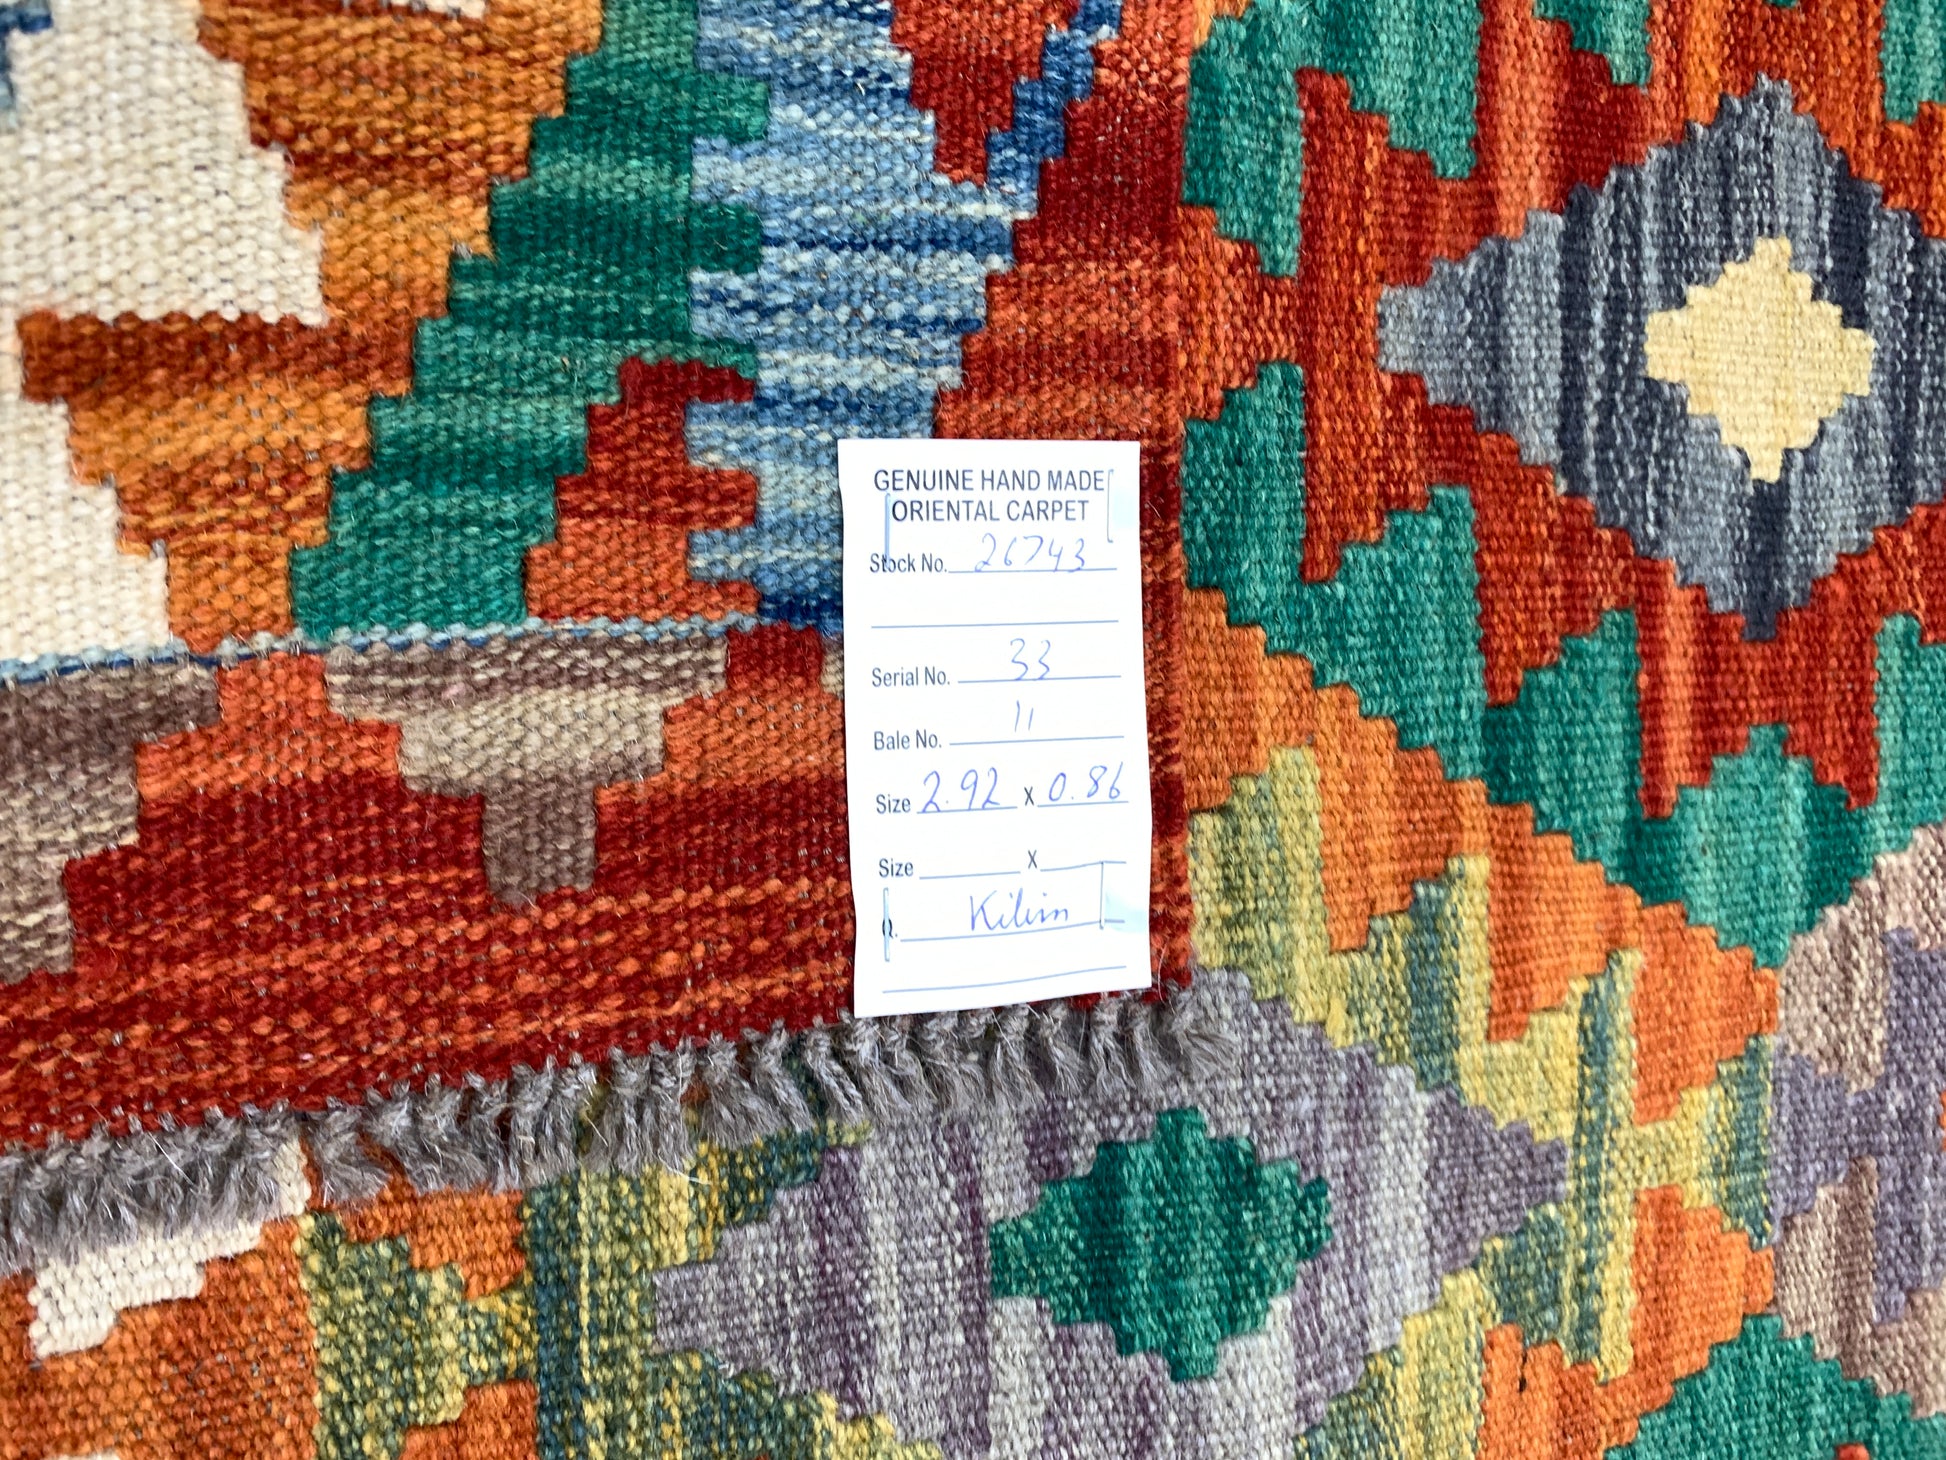 GENUINE HAND MADE
ORIENTAL CARPET
Stock No. 26743
Serial No. 33
Bale No. 11
Size 2.92 x 0.86
Size x
Kilim